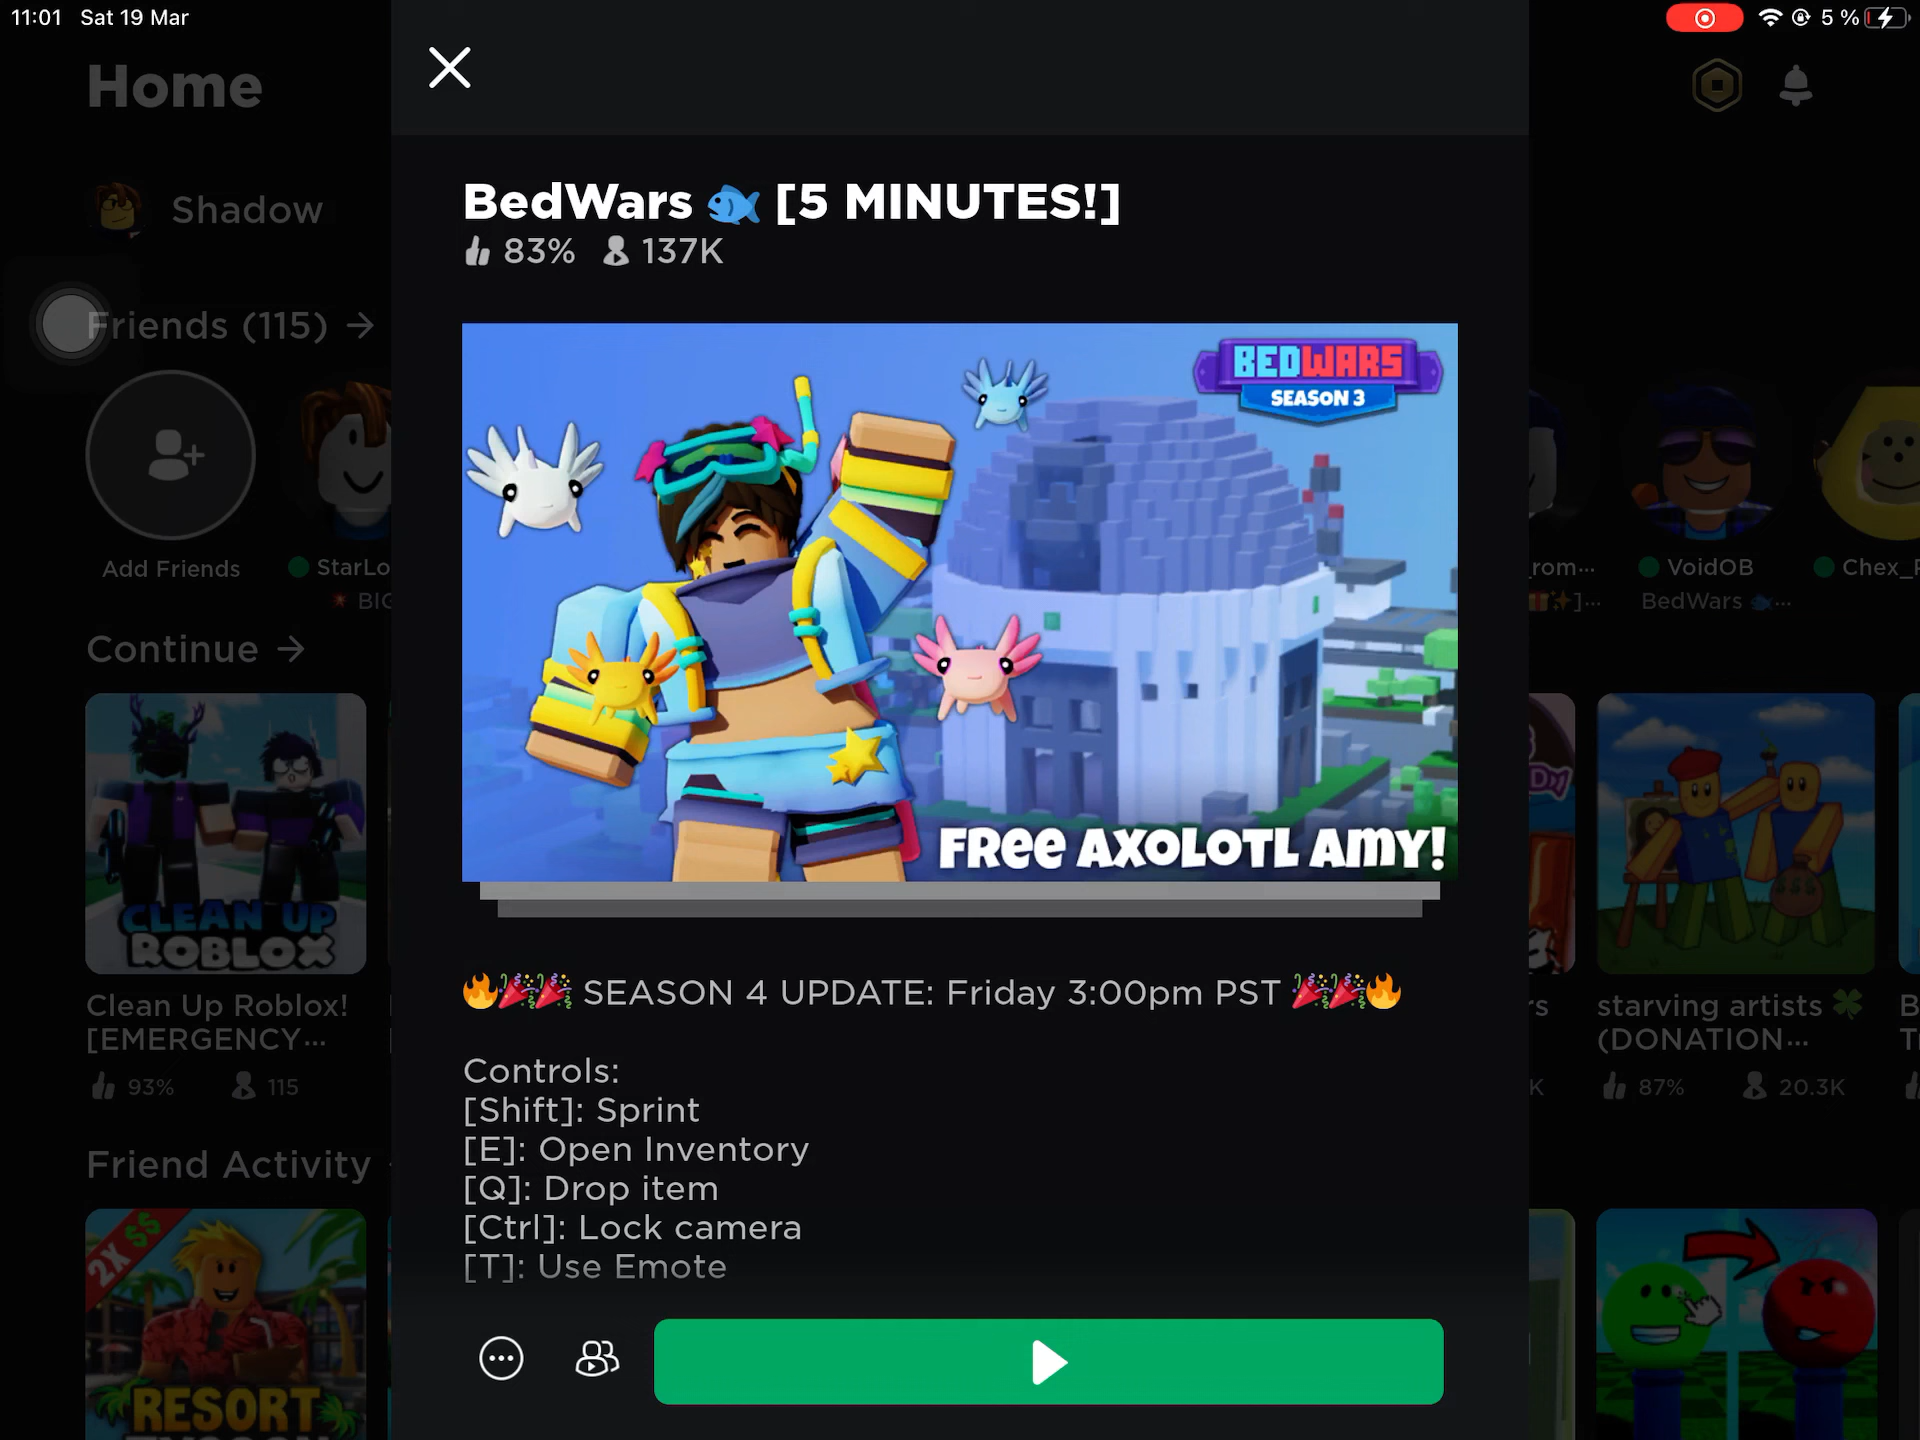 11:01 Sat 19 Mar
5 %
Home
Shadow
Friends (115) →
Add Friends
StarLo
BIG
Continue →
CLEAN UP
ROBLOX
Clean Up Roblox!
[EMERGENCY...
93% 115
Friend Activity
2X $$
RESORT
BedWars 🐟 [5 MINUTES!]
83% 137K
BEDWARS
SEASON 3
FREE AXOLOTL AMY!
🔥🎉🎉 SEASON 4 UPDATE: Friday 3:00pm PST 🎉🎉🔥
Controls:
[Shift]: Sprint
[E]: Open Inventory
[Q]: Drop item
[Ctrl]: Lock camera
[T]: Use Emote
VoidOB
BedWars 🐟...
Chex_
starving artists 🍀
(DONATION...
87% 20.3K